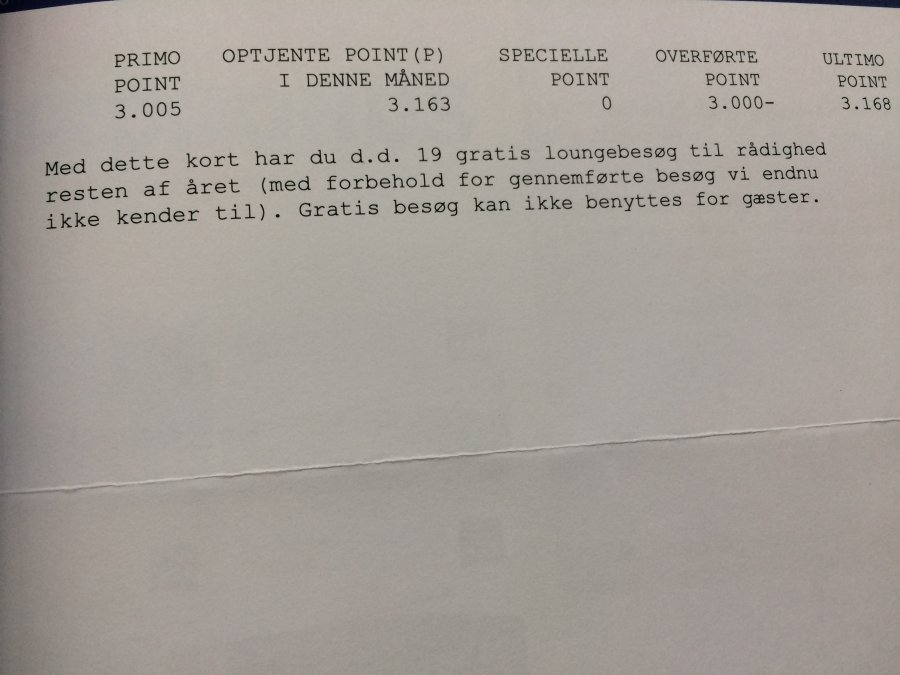 PRIMO OPTJENTE POINT(P) SPECIELLE OVERFØRTE ULTIMO
POINT I DENNE MÅNED POINT POINT POINT
3.005 3.163 0 3.000- 3.168
Med dette kort har du d.d. 19 gratis loungebesøg til rådighed
resten af året (med forbehold for gennemførte besøg vi endnu
ikke kender til). Gratis besøg kan ikke benyttes for gæster.